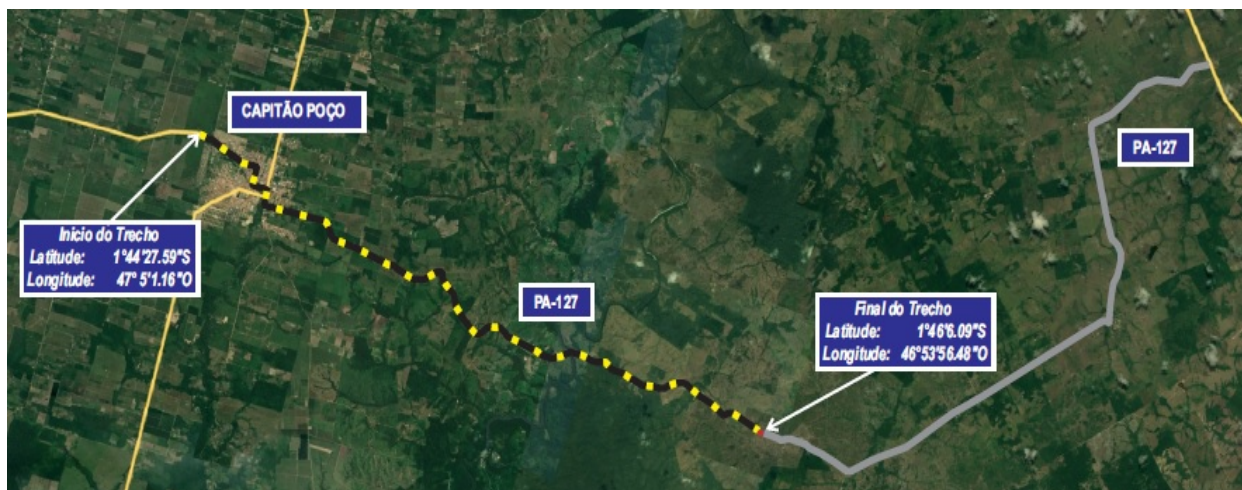 CAPITÃO POÇO
PA-127
Inicio do Trecho
Latitude: 1°44'27.59"S
Longitude: 47° 5'1.16"O
PA-127
Final do Trecho
Latitude: 1°46'6.09"S
Longitude: 46°53'56.48"O